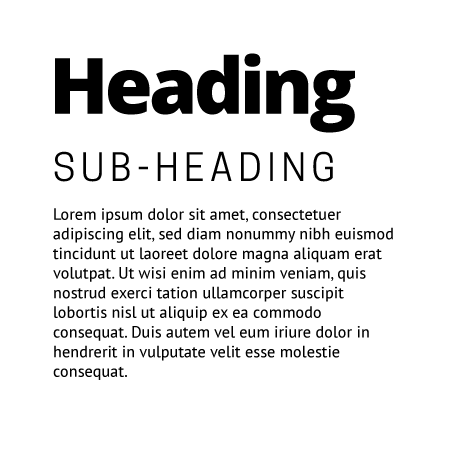 Heading
SUB-HEADING
Lorem ipsum dolor sit amet, consectetuer
adipiscing elit, sed diam nonummy nibh euismod
tincidunt ut laoreet dolore magna aliquam erat
volutpat. Ut wisi enim ad minim veniam, quis
nostrud exerci tation ullamcorper suscipit
lobortis nisl ut aliquip ex ea commodo
consequat. Duis autem vel eum iriure dolor in
hendrerit in vulputate velit esse molestie
consequat.